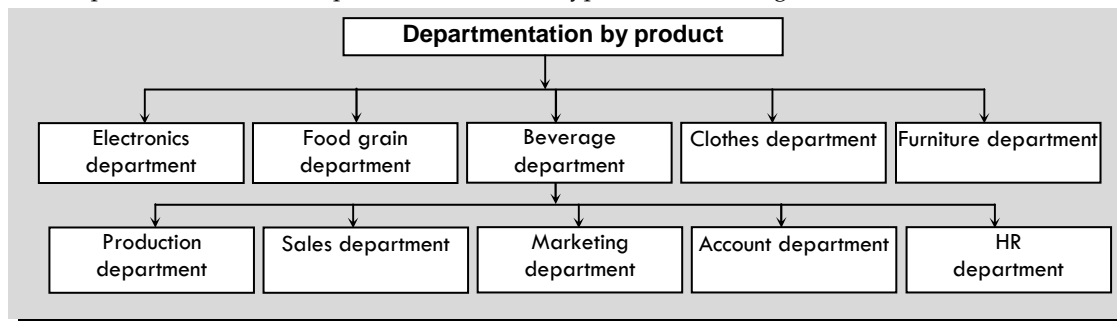 Departmentation by product
Electronics
department
Food grain
department
Beverage
department
Clothes department
Furniture department
Production
department
Sales department
Marketing
department
Account department
HR
department